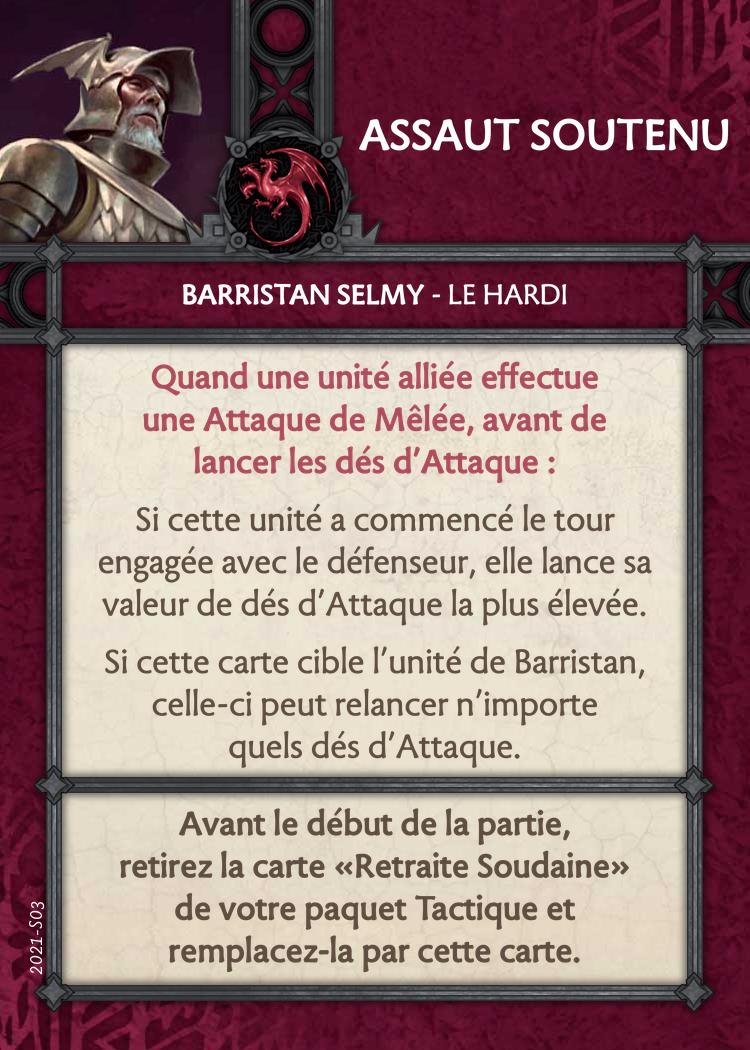 ASSAUT SOUTENU
BARRISTAN SELMY - LE HARDI
Quand une unité alliée effectue
une Attaque de Mêlée, avant de
lancer les dés d’Attaque :
Si cette unité a commencé le tour
engagée avec le défenseur, elle lance sa
valeur de dés d’Attaque la plus élevée.
Si cette carte cible l’unité de Barristan,
celle-ci peut relancer n’importe
quels dés d’Attaque.
Avant le début de la partie,
retirez la carte «Retraite Soudaine»
de votre paquet Tactique et
remplacez-la par cette carte.
2021-S03